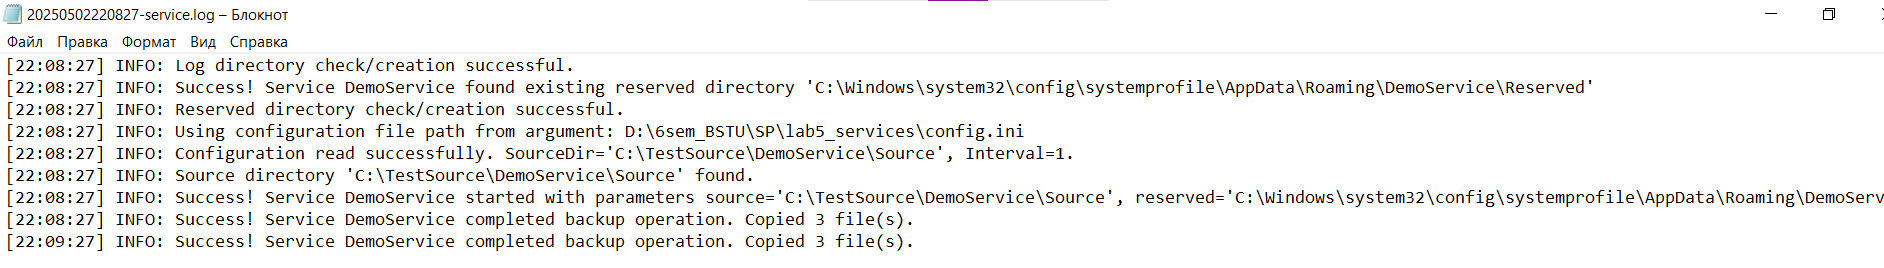 20250502220827-service.log – Блокнот
Файл Правка Формат Вид Справка
[22:08:27] INFO: Log directory check/creation successful.
[22:08:27] INFO: Success! Service DemoService found existing reserved directory 'C:\Windows\system32\config\systemprofile\AppData\Roaming\DemoService\Reserved'
[22:08:27] INFO: Reserved directory check/creation successful.
[22:08:27] INFO: Using configuration file path from argument: D:\6sem_BSTU\SP\lab5_services\config.ini
[22:08:27] INFO: Configuration read successfully. SourceDir='C:\TestSource\DemoService\Source', Interval=1.
[22:08:27] INFO: Source directory 'C:\TestSource\DemoService\Source' found.
[22:08:27] INFO: Success! Service DemoService started with parameters source='C:\TestSource\DemoService\Source', reserved='C:\Windows\system32\config\systemprofile\AppData\Roaming\DemoServ
[22:08:27] INFO: Success! Service DemoService completed backup operation. Copied 3 file(s).
[22:09:27] INFO: Success! Service DemoService completed backup operation. Copied 3 file(s).